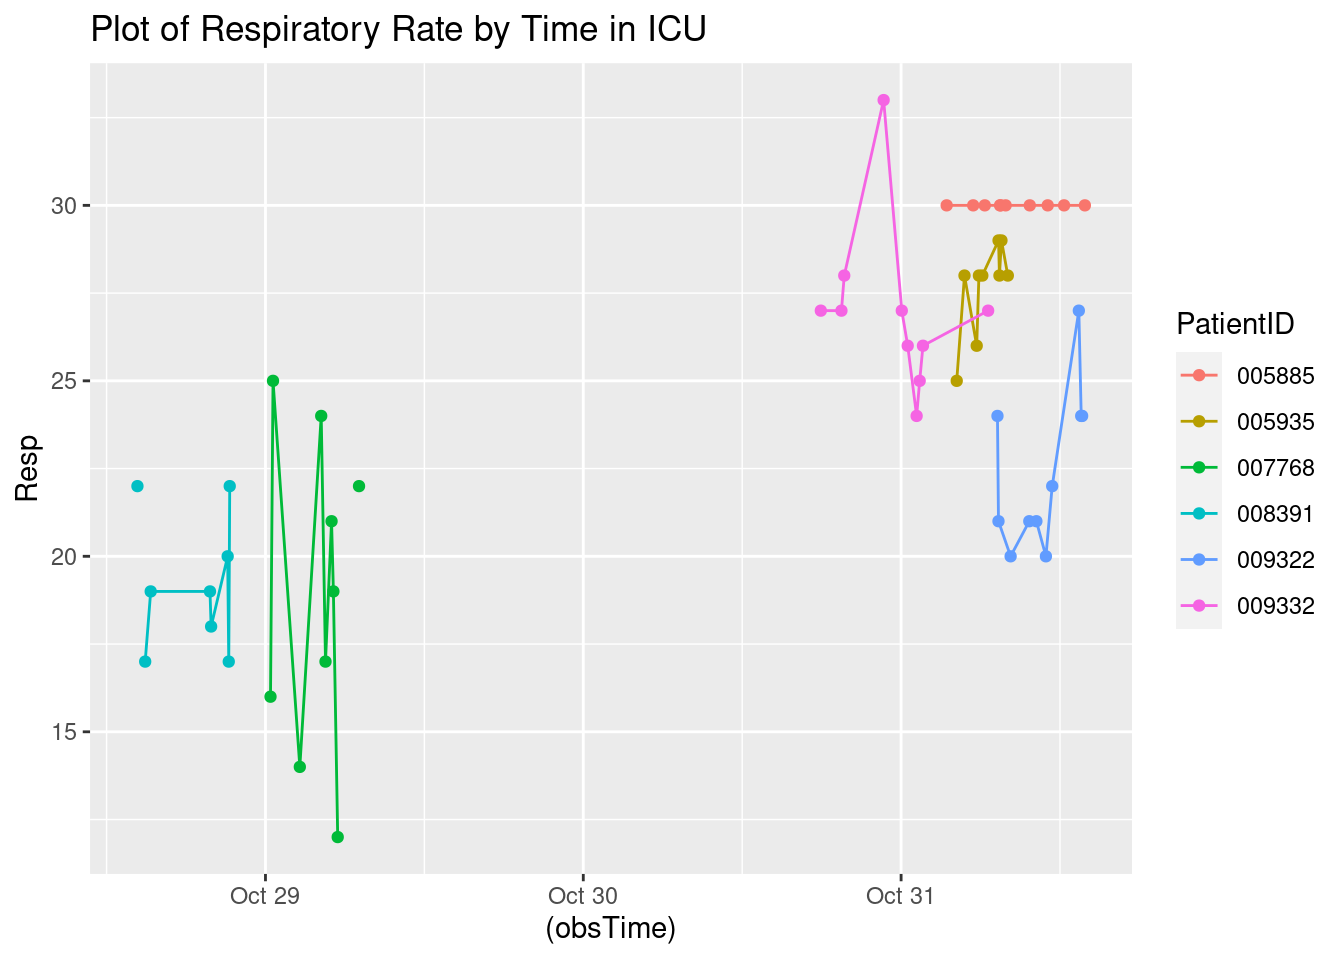 Plot of Respiratory Rate by Time in ICU
Resp
30
25
20
15
Oct 29
Oct 30
Oct 31
(obsTime)
PatientID
005885
005935
007768
008391
009322
009332